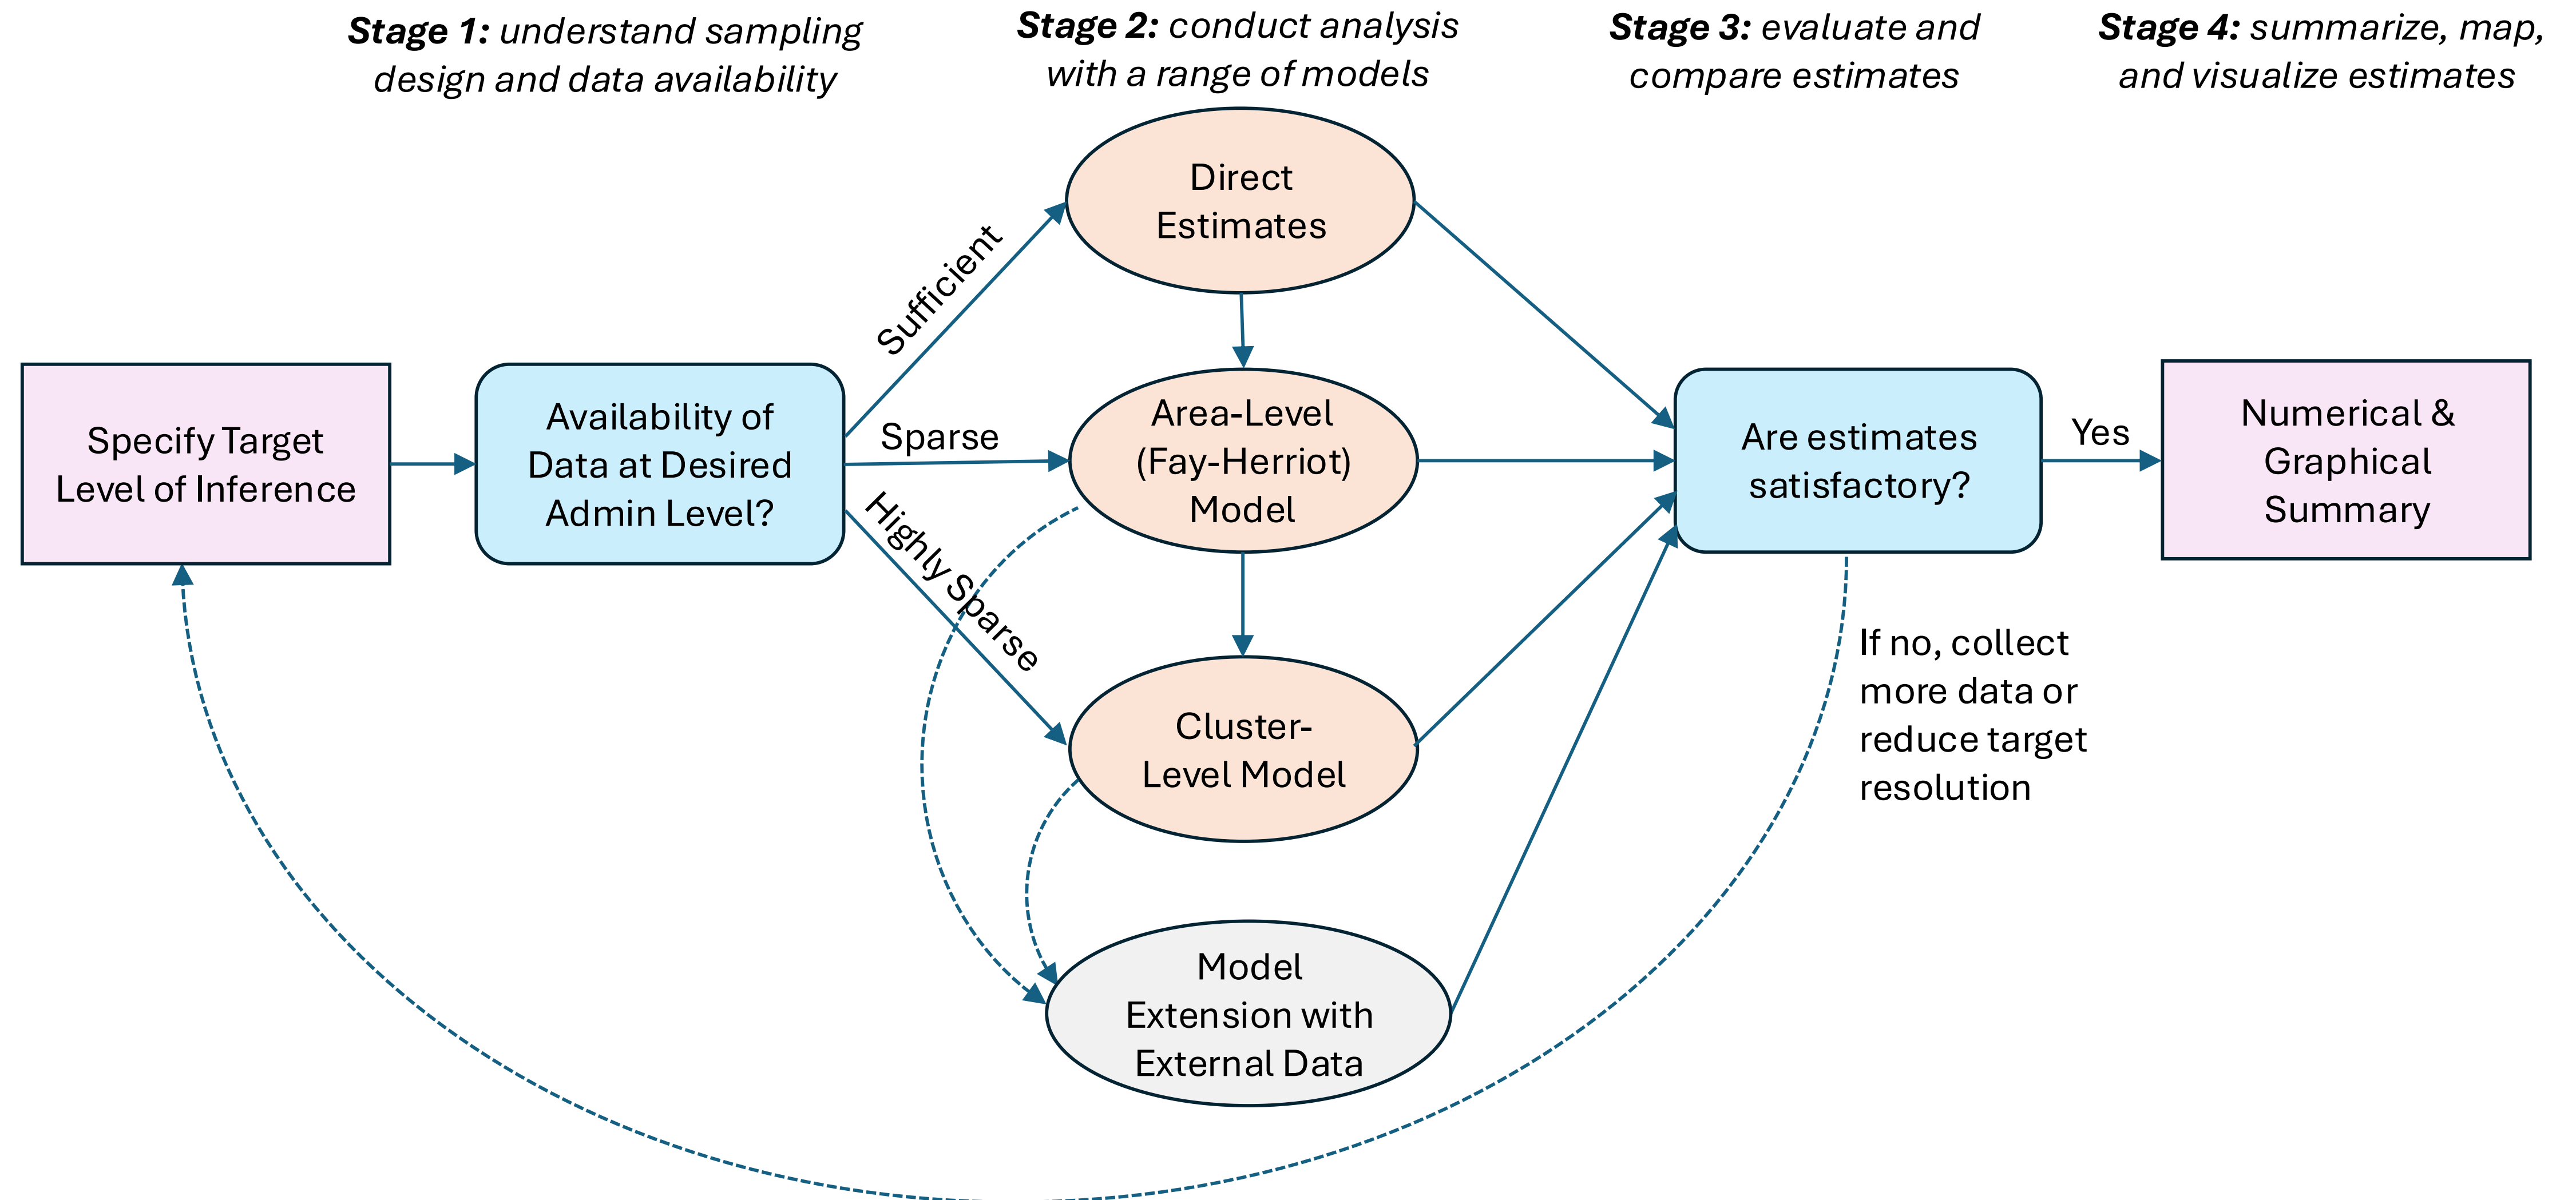 Stage 1: understand sampling
design and data availability
Stage 2: conduct analysis
with a range of models
Stage 3: evaluate and
compare estimates
Stage 4: summarize, map,
and visualize estimates
Specify Target
Level of Inference
Availability of
Data at Desired
Admin Level?
Sufficient
Sparse
Highly Sparse
Direct
Estimates
Area-Level
(Fay-Herriot)
Model
Cluster-
Level Model
Model
Extension with
External Data
Are estimates
satisfactory?
Yes
If no, collect
more data or
reduce target
resolution
Numerical &
Graphical
Summary